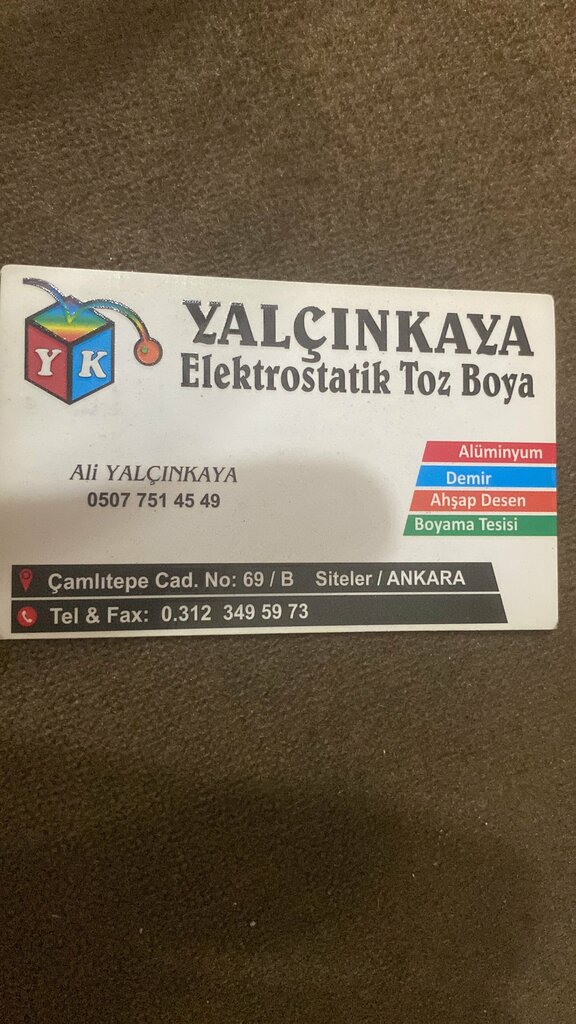 Y K
YALÇINKAYA
Elektrostatik Toz Boya
Ali YALÇINKAYA
0507 751 45 49
Alüminyum
Demir
Ahşap Desen
Boyama Tesisi
Çamlıtepe Cad. No: 69 / B Siteler / ANKARA
Tel & Fax: 0.312 349 59 73